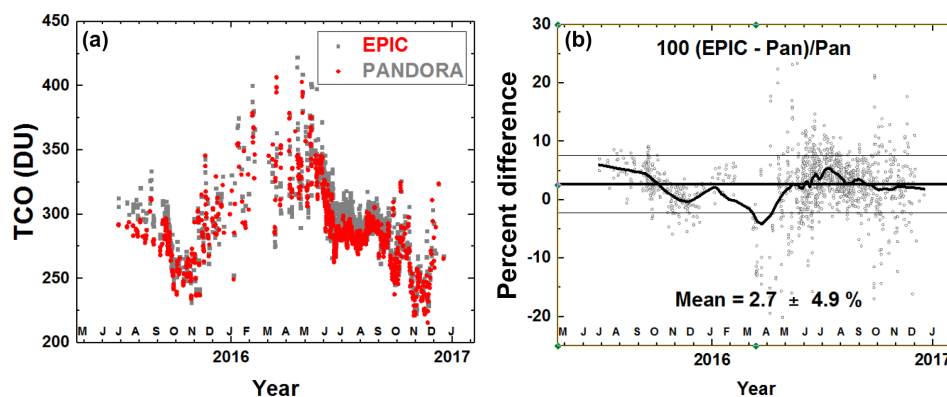 (a)
EPIC
PANDORA
450
400
350
300
250
200
TCO (DU)
M J J A S O N D J F M A M J J A S O N D J
2016 2017
Year
(b)
100 (EPIC - Pan)/Pan
30
20
10
0
-10
-20
Percent difference
Mean = 2.7 ± 4.9 %
M J J A S O N D J F M A M J J A S O N D J
2016 2017
Year